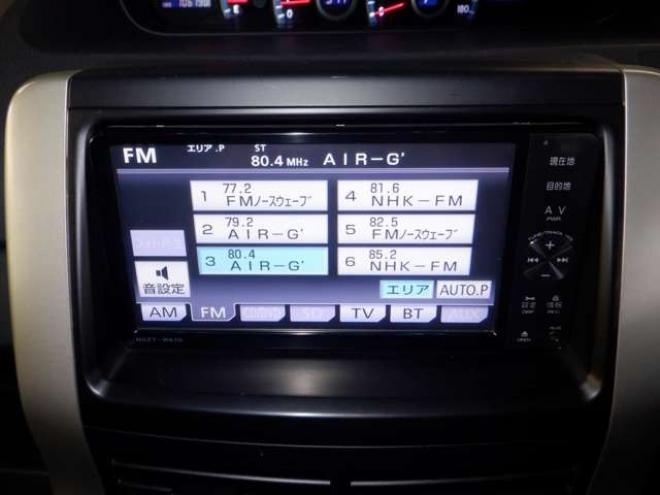 180
FM エリア.P ST
80.4 MHz AIR-G'
1 77.2 FMノースウェーブ
4 81.6 NHK-FM
2 79.2 AIR-G'
5 82.5 FMノースウェーブ
3 80.4 AIR-G'
6 85.2 NHK-FM
音設定
エリア AUTO.P
AM FM SD TV BT AUX
現在地
目的地
AV